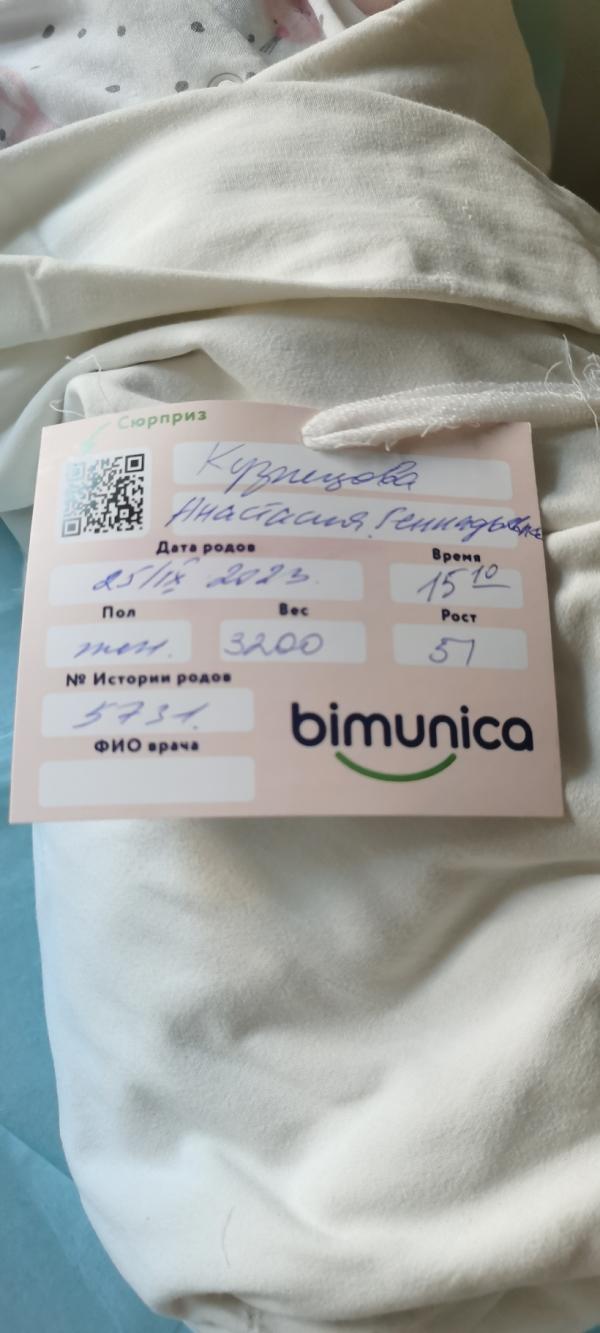 Сюрприз
Кузнецова
Анастасия Геннадьевна
Дата родов
Время
25/IX 2023.
15 10
Пол
Вес
Рост
жен.
3200
51
№ Истории родов
5731.
ФИО врача
bimunica